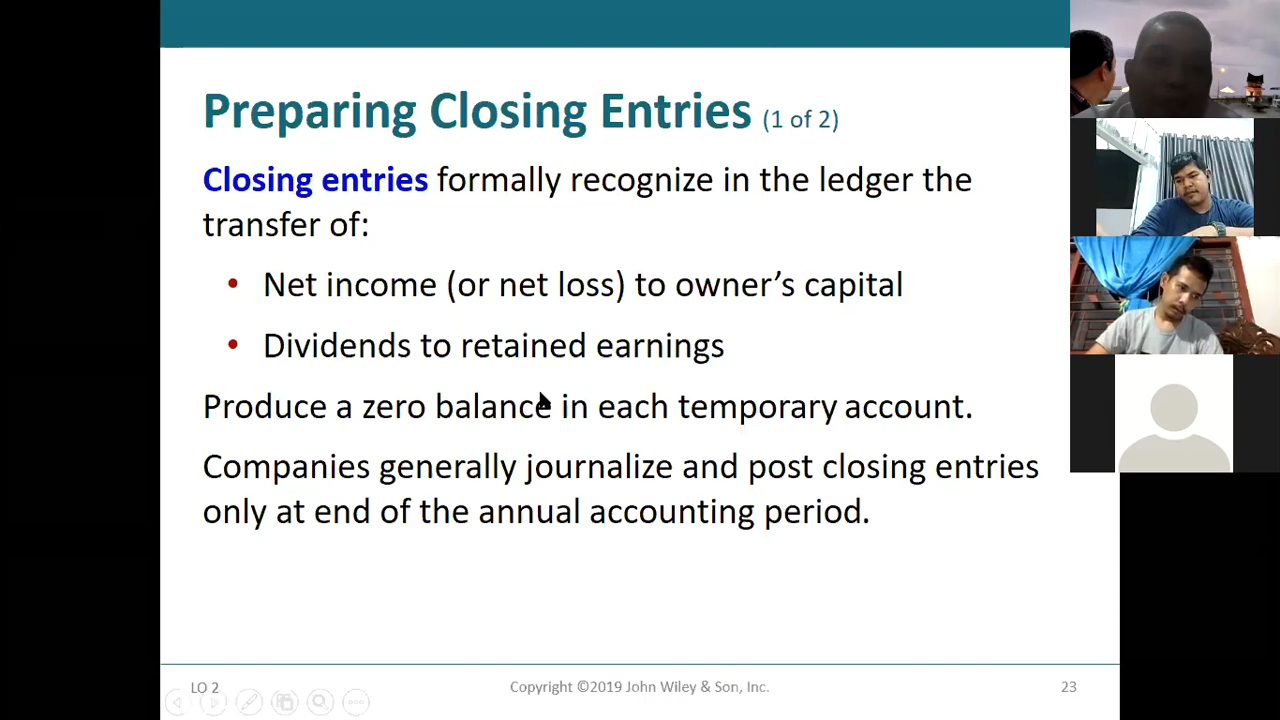 Preparing Closing Entries (1 of 2)
Closing entries formally recognize in the ledger the
transfer of:
• Net income (or net loss) to owner's capital
• Dividends to retained earnings
Produce a zero balance in each temporary account.
Companies generally journalize and post closing entries
only at end of the annual accounting period.
LO 2
Copyright ©2019 John Wiley & Son, Inc.
23